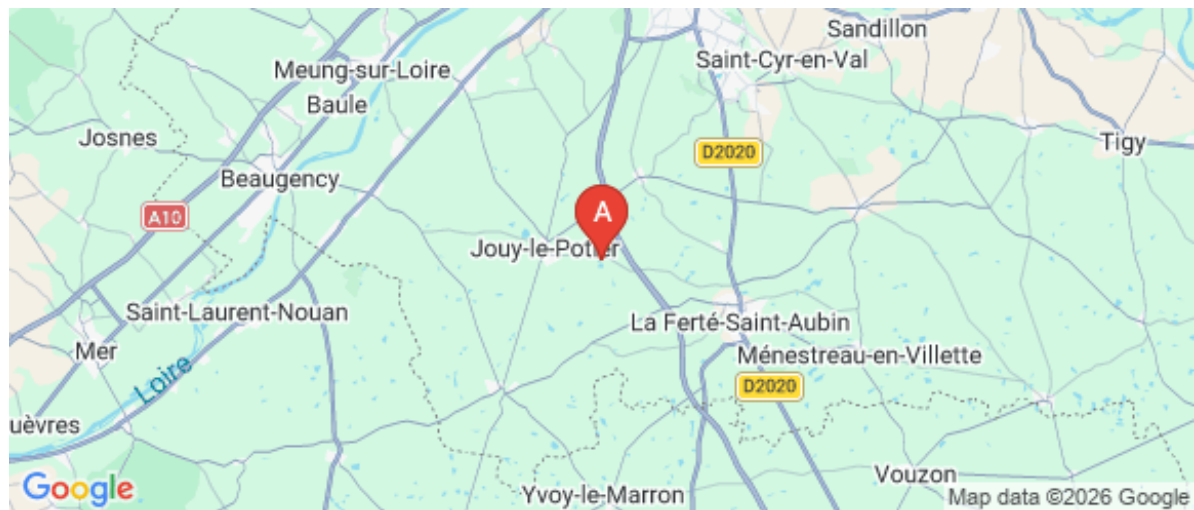 Sandillon
Saint-Cyr-en-Val
Meung-sur-Loire
Baule
Josnes
Tigy
D2020
Beaugency
A10
A
Jouy-le-Potier
Saint-Laurent-Nouan
La Ferté-Saint-Aubin
Mer
Ménestreau-en-Villette
Loire
D2020
uèvres
Vouzon
Google
Yvoy-le-Marron
Map data ©2026 Google